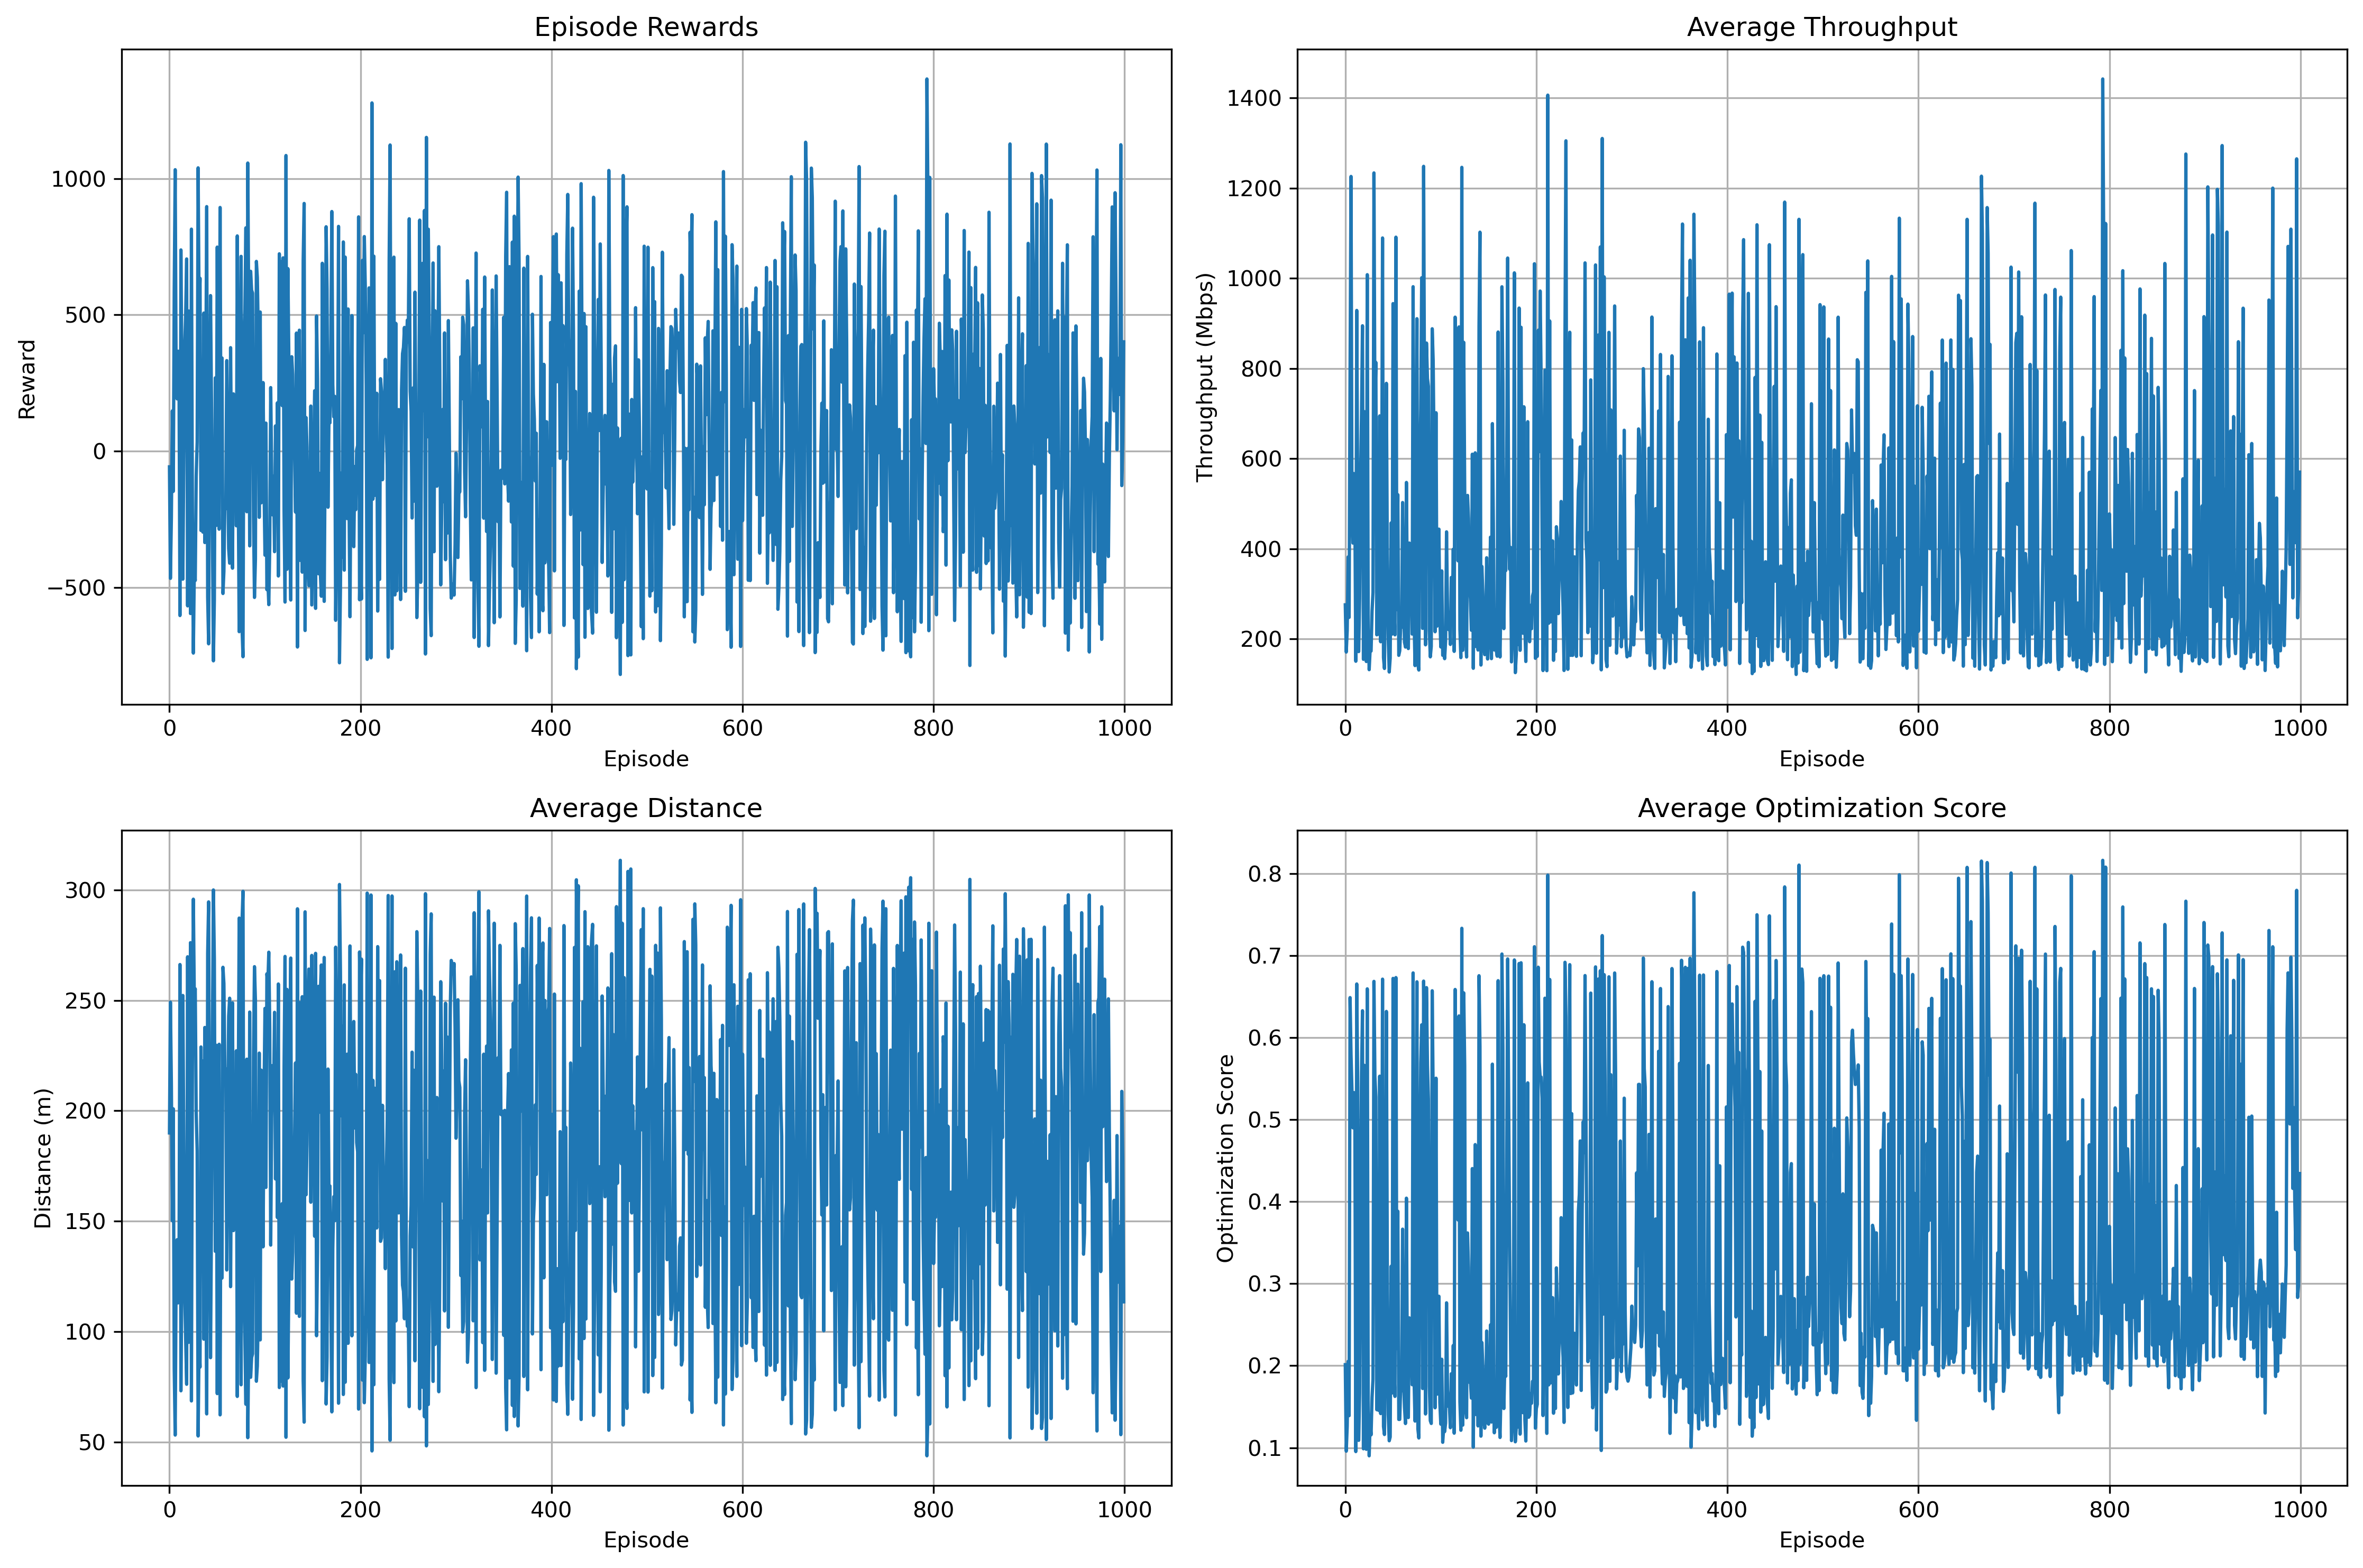 Episode Rewards
Reward
1000
500
0
−500
0 200 400 600 800 1000
Episode
Average Throughput
Throughput (Mbps)
1400
1200
1000
800
600
400
200
0 200 400 600 800 1000
Episode
Average Distance
Distance (m)
300
250
200
150
100
50
0 200 400 600 800 1000
Episode
Average Optimization Score
Optimization Score
0.8
0.7
0.6
0.5
0.4
0.3
0.2
0.1
0 200 400 600 800 1000
Episode